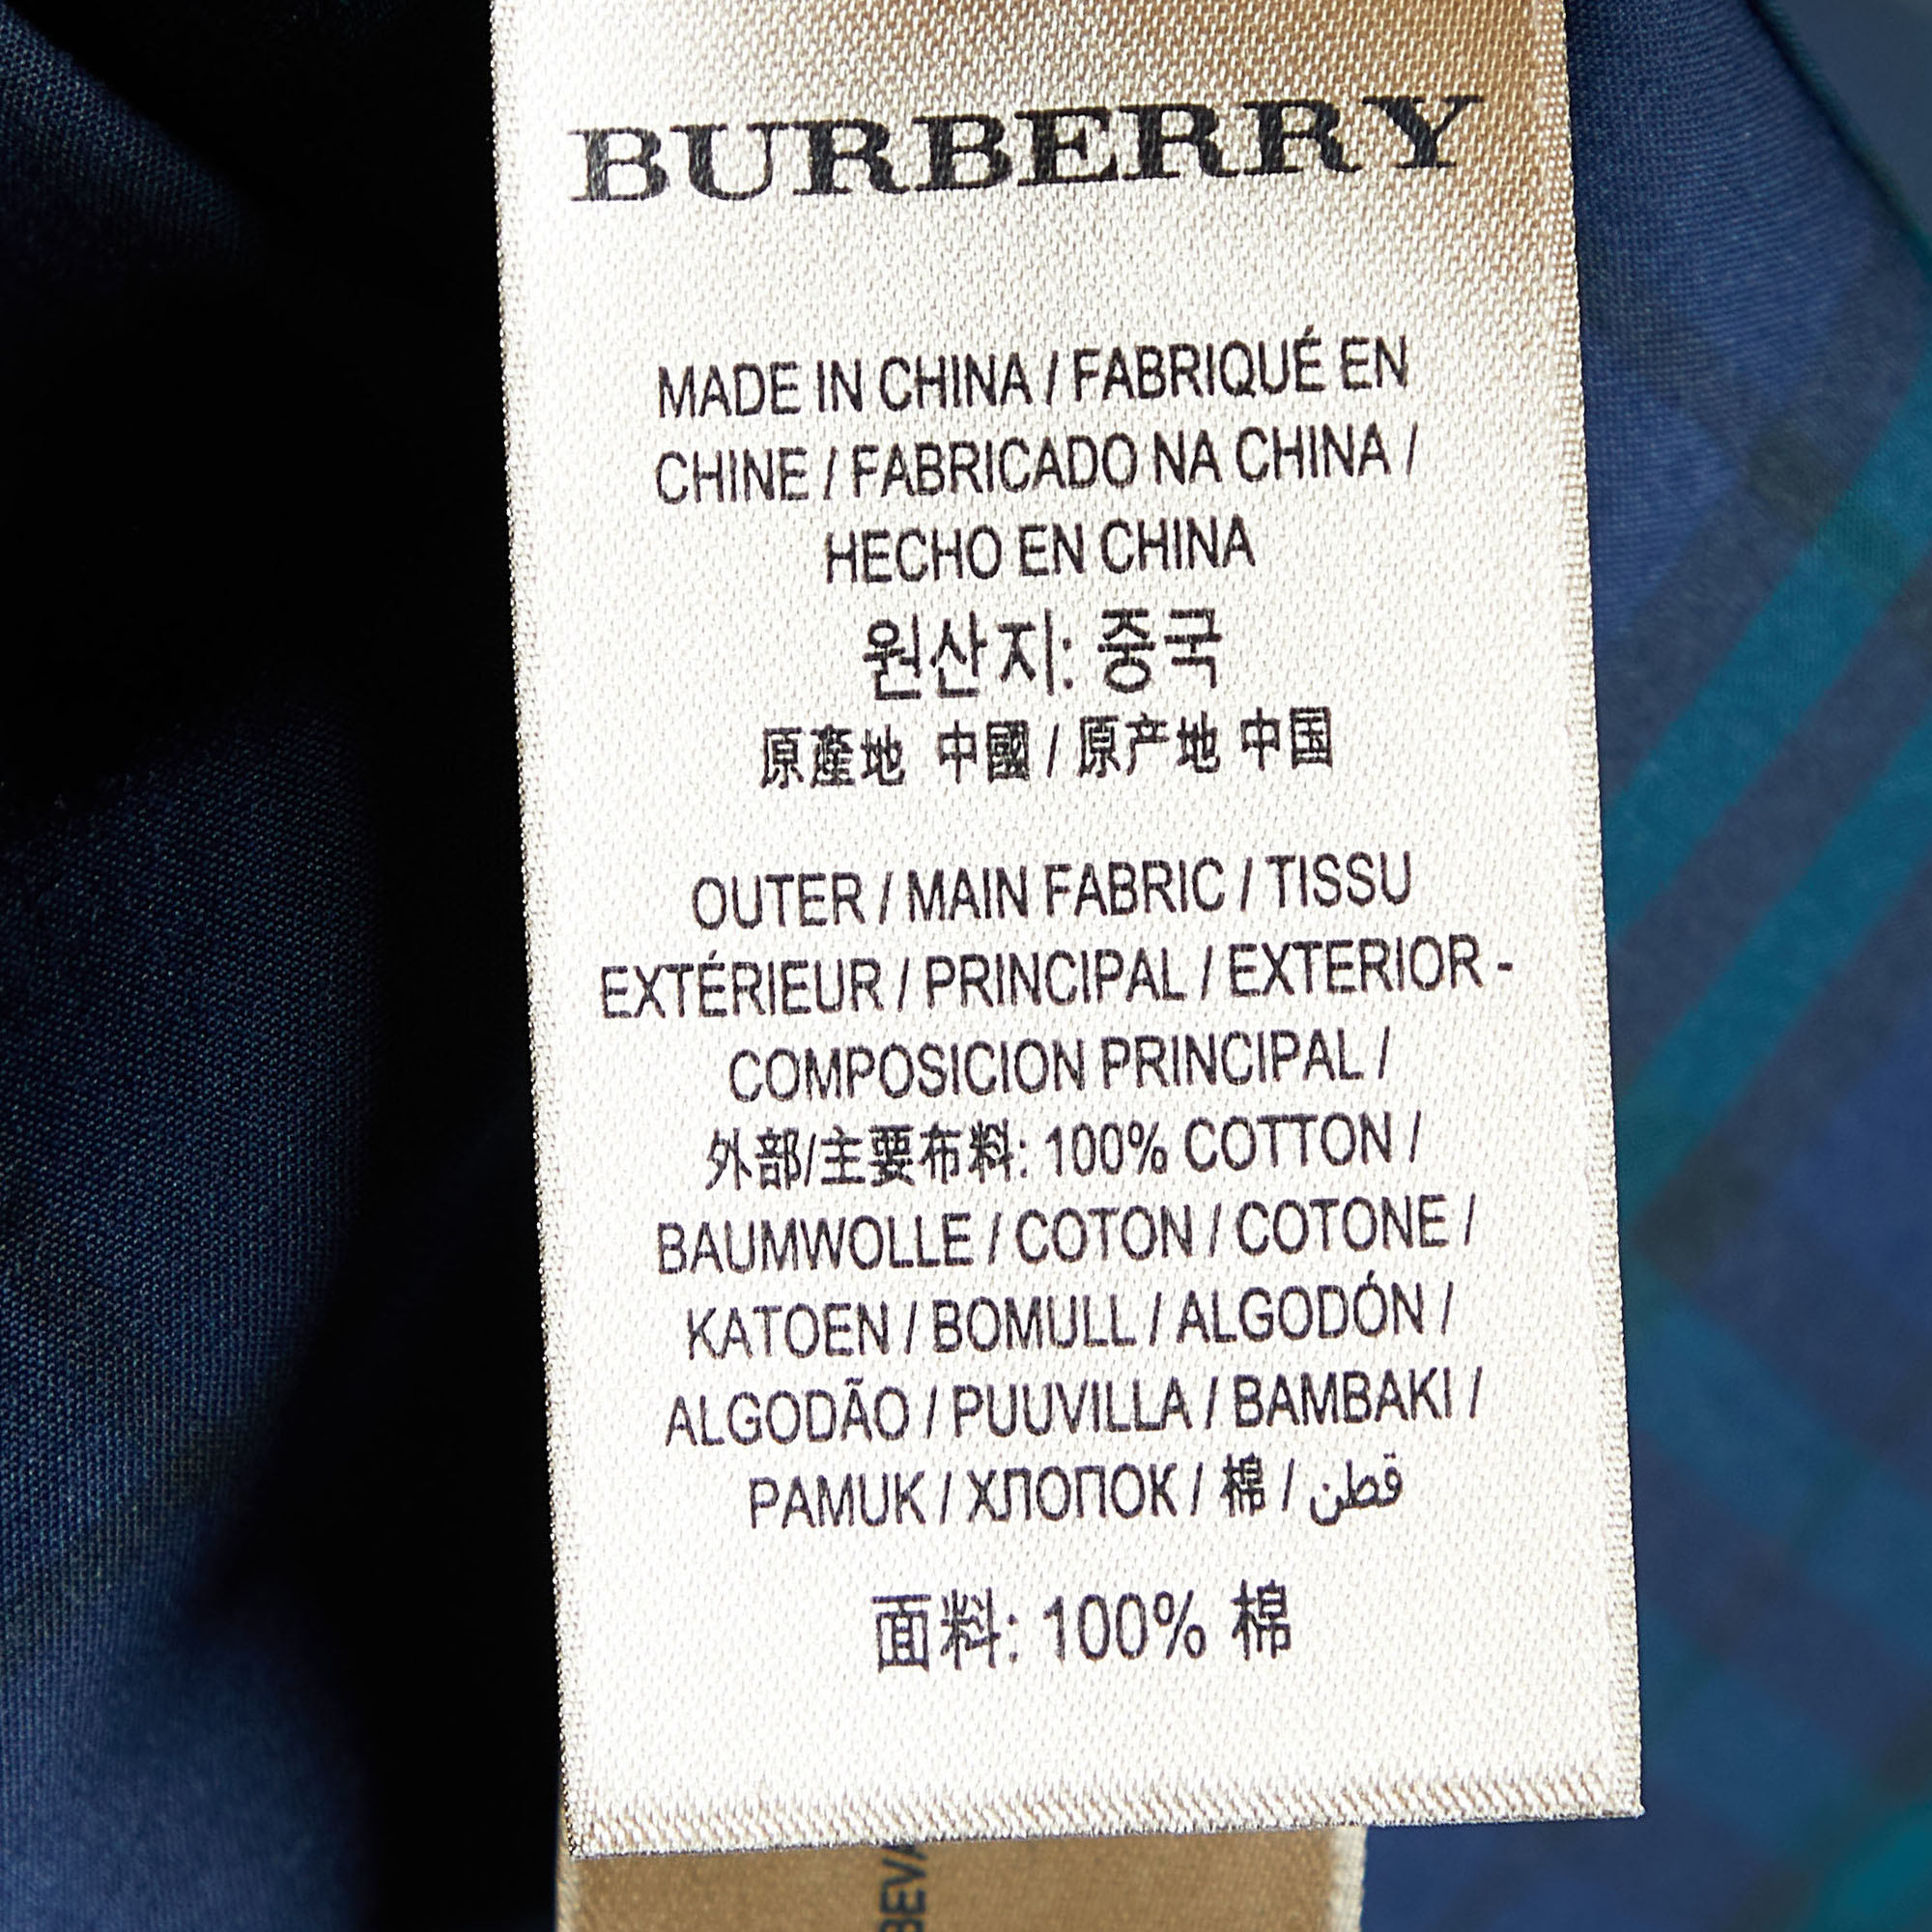 BURBERRY
MADE IN CHINA / FABRIQUÉ EN
CHINE / FABRICADO NA CHINA /
HECHO EN CHINA
원산지: 중국
原產地 中國 / 原产地 中国
OUTER / MAIN FABRIC / TISSU
EXTÉRIEUR / PRINCIPAL / EXTERIOR -
COMPOSICION PRINCIPAL /
外部/主要布料: 100% COTTON /
BAUMWOLLE / COTON / COTONE /
KATOEN / BOMULL / ALGODÓN /
ALGODÃO / PUUVILLA / BAMBAKI /
PAMUK / ХЛОПОК / 棉 / قطن
面料: 100% 棉